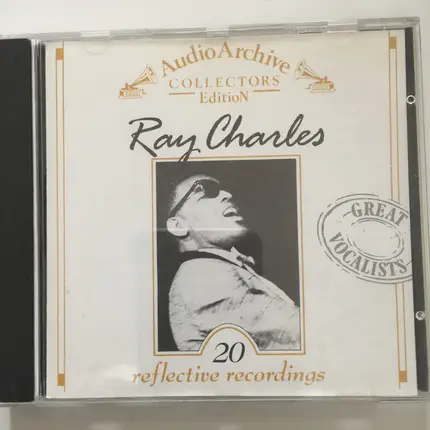 AudioArchive
COLLECTORS
EditioN
Ray Charles
GREAT
VOCALISTS
20
reflective recordings